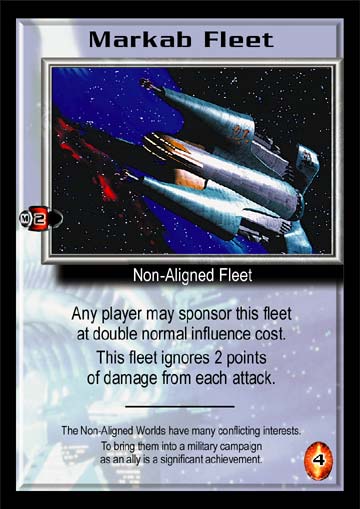 Markab Fleet
M 2
Non-Aligned Fleet
Any player may sponsor this fleet
at double normal influence cost.
This fleet ignores 2 points
of damage from each attack.
The Non-Aligned Worlds have many conflicting interests.
To bring them into a military campaign
as an ally is a significant achievement.
4